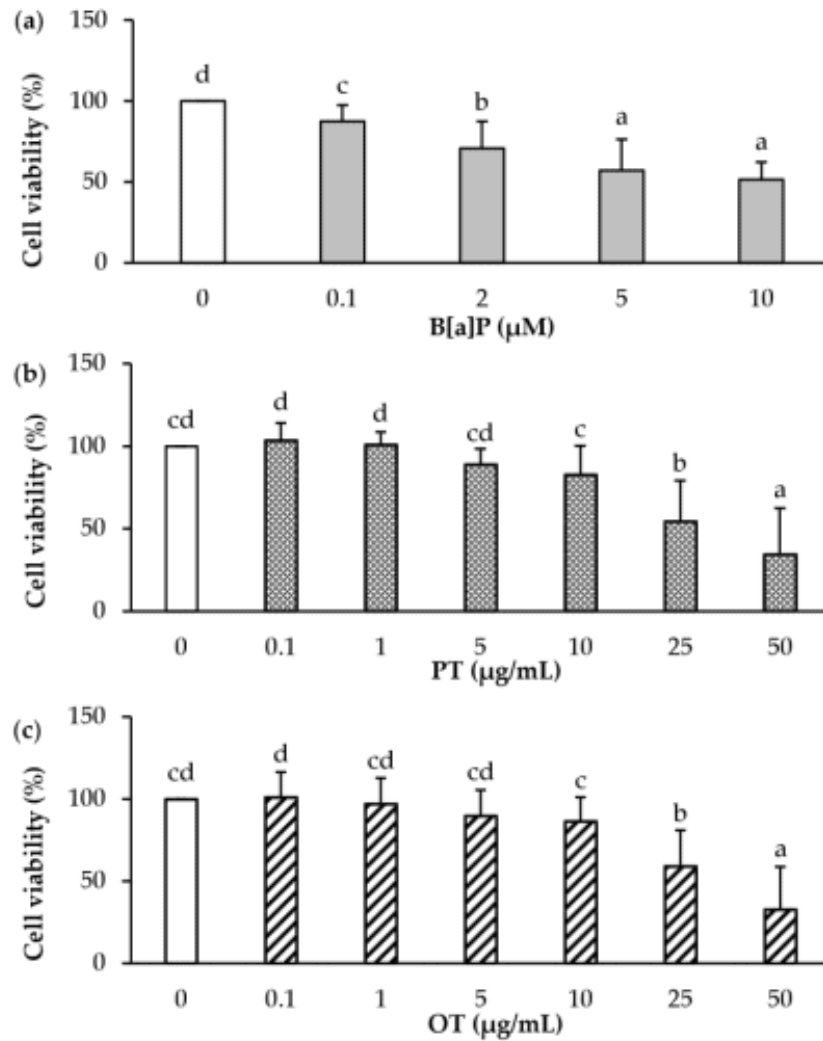 (a)
150
100
50
0
Cell viability (%)
d c b a a
0 0.1 2 5 10
B[a]P (µM)
(b)
150
100
50
0
Cell viability (%)
cd d d cd c b a
0 0.1 1 5 10 25 50
PT (µg/mL)
(c)
150
100
50
0
Cell viability (%)
cd d cd cd c b a
0 0.1 1 5 10 25 50
OT (µg/mL)